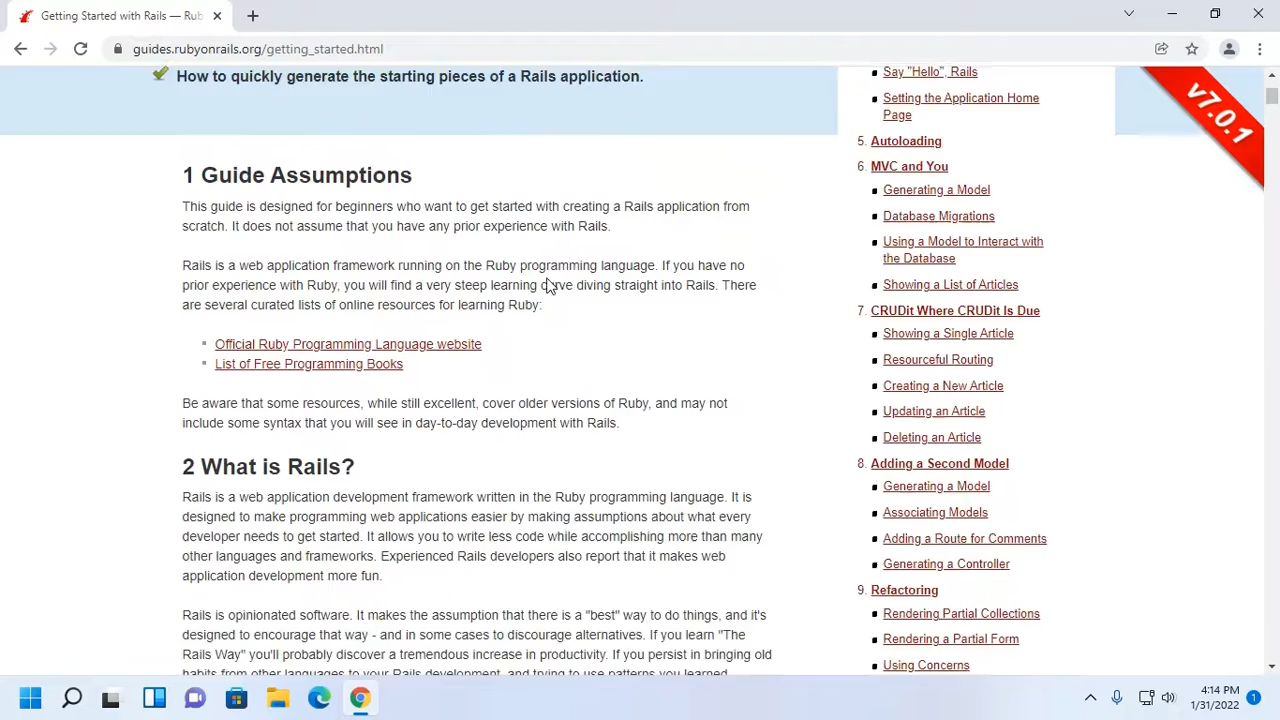 Getting Started with Rails — Rub
guides.rubyonrails.org/getting_started.html
How to quickly generate the starting pieces of a Rails application.
1 Guide Assumptions
This guide is designed for beginners who want to get started with creating a Rails application from
scratch. It does not assume that you have any prior experience with Rails.
Rails is a web application framework running on the Ruby programming language. If you have no
prior experience with Ruby, you will find a very steep learning curve diving straight into Rails. There
are several curated lists of online resources for learning Ruby:
Official Ruby Programming Language website
List of Free Programming Books
Be aware that some resources, while still excellent, cover older versions of Ruby, and may not
include some syntax that you will see in day-to-day development with Rails.
2 What is Rails?
Rails is a web application development framework written in the Ruby programming language. It is
designed to make programming web applications easier by making assumptions about what every
developer needs to get started. It allows you to write less code while accomplishing more than many
other languages and frameworks. Experienced Rails developers also report that it makes web
application development more fun.
Rails is opinionated software. It makes the assumption that there is a "best" way to do things, and it's
designed to encourage that way - and in some cases to discourage alternatives. If you learn "The
Rails Way" you'll probably discover a tremendous increase in productivity. If you persist in bringing old
habits from other languages to your Rails development, and trying to use patterns you learned
Say "Hello", Rails
Setting the Application Home
Page
5. Autoloading
6. MVC and You
Generating a Model
Database Migrations
Using a Model to Interact with
the Database
Showing a List of Articles
7. CRUDit Where CRUDit Is Due
Showing a Single Article
Resourceful Routing
Creating a New Article
Updating an Article
Deleting an Article
8. Adding a Second Model
Generating a Model
Associating Models
Adding a Route for Comments
Generating a Controller
9. Refactoring
Rendering Partial Collections
Rendering a Partial Form
Using Concerns
v7.0.1
4:14 PM
1/31/2022
1